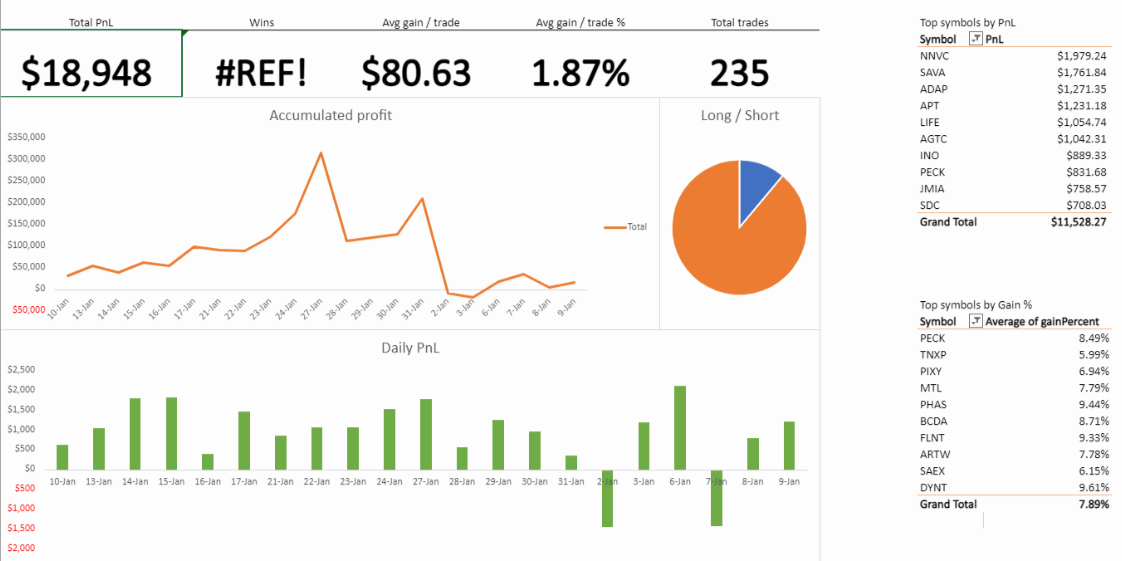 Total PnL Wins Avg gain / trade Avg gain / trade % Total trades
$18,948 #REF! $80.63 1.87% 235
Accumulated profit
$350,000
$300,000
$250,000
$200,000
$150,000
$100,000
$50,000
$0
$50,000
10-Jan 13-Jan 14-Jan 15-Jan 16-Jan 17-Jan 21-Jan 22-Jan 23-Jan 24-Jan 27-Jan 28-Jan 29-Jan 30-Jan 31-Jan 2-Jan 3-Jan 6-Jan 7-Jan 8-Jan 9-Jan
Total
Long / Short
Daily PnL
$2,500
$2,000
$1,500
$1,000
$500
$0
$500
$1,000
$1,500
$2,000
10-Jan 13-Jan 14-Jan 15-Jan 16-Jan 17-Jan 21-Jan 22-Jan 23-Jan 24-Jan 27-Jan 28-Jan 29-Jan 30-Jan 31-Jan 2-Jan 3-Jan 6-Jan 7-Jan 8-Jan 9-Jan
Top symbols by PnL
Symbol PnL
NNVC $1,979.24
SAVA $1,761.84
ADAP $1,271.35
APT $1,231.18
LIFE $1,054.74
AGTC $1,042.31
INO $889.33
PECK $831.68
JMIA $758.57
SDC $708.03
Grand Total $11,528.27
Top symbols by Gain %
Symbol Average of gainPercent
PECK 8.49%
TNXP 5.99%
PIXY 6.94%
MTL 7.79%
PHAS 9.44%
BCDA 8.71%
FLNT 9.33%
ARTW 7.78%
SAEX 6.15%
DYNT 9.61%
Grand Total 7.89%